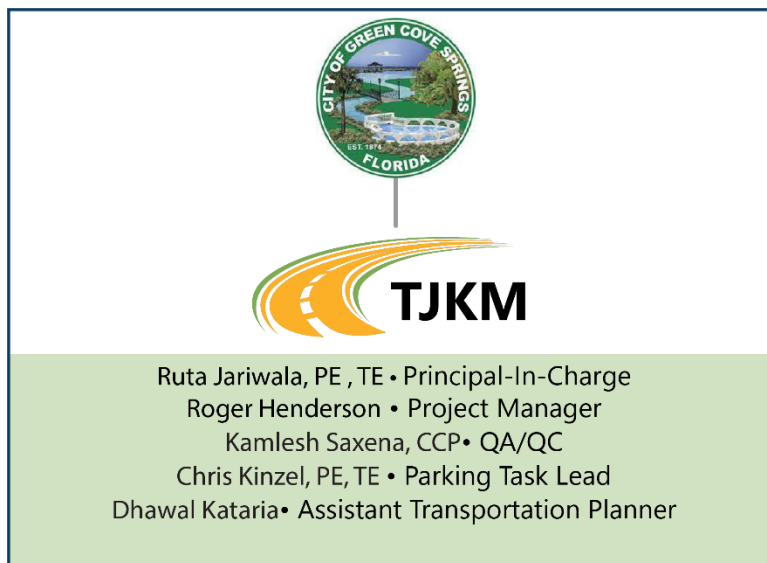 CITY OF GREEN COVE SPRINGS
EST. 1874
FLORIDA
TJKM
Ruta Jariwala, PE , TE • Principal-In-Charge
Roger Henderson • Project Manager
Kamlesh Saxena, CCP• QA/QC
Chris Kinzel, PE, TE • Parking Task Lead
Dhawal Kataria• Assistant Transportation Planner